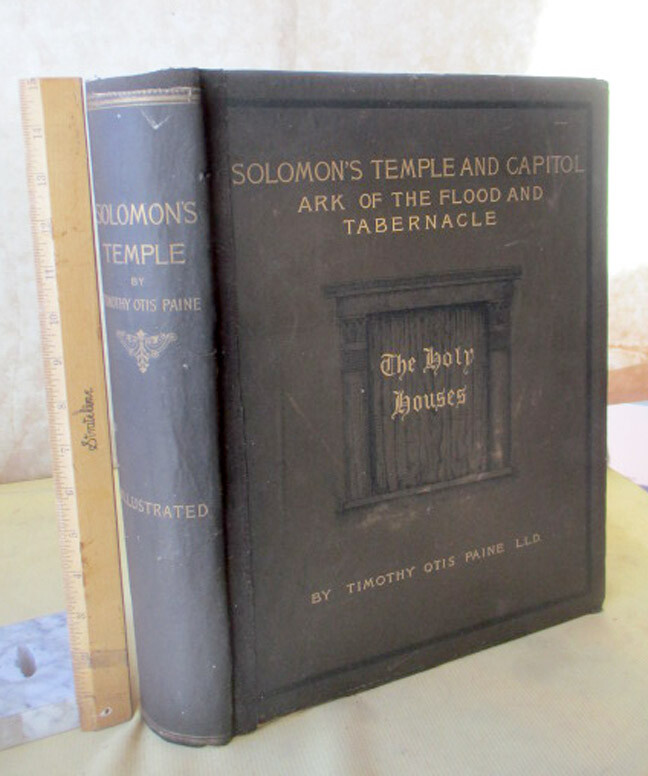 SOLOMON'S
TEMPLE
BY
TIMOTHY OTIS PAINE
ILLUSTRATED
SOLOMON'S TEMPLE AND CAPITOL
ARK OF THE FLOOD AND
TABERNACLE
The Holy
Houses
BY TIMOTHY OTIS PAINE LLD.